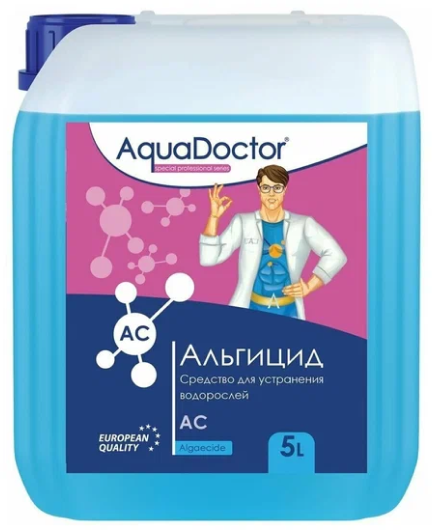 AquaDoctor®
special professional series
AC
Альгицид
Средство для устранения
водорослей
AC
EUROPEAN
QUALITY
Algaecide
5L
A